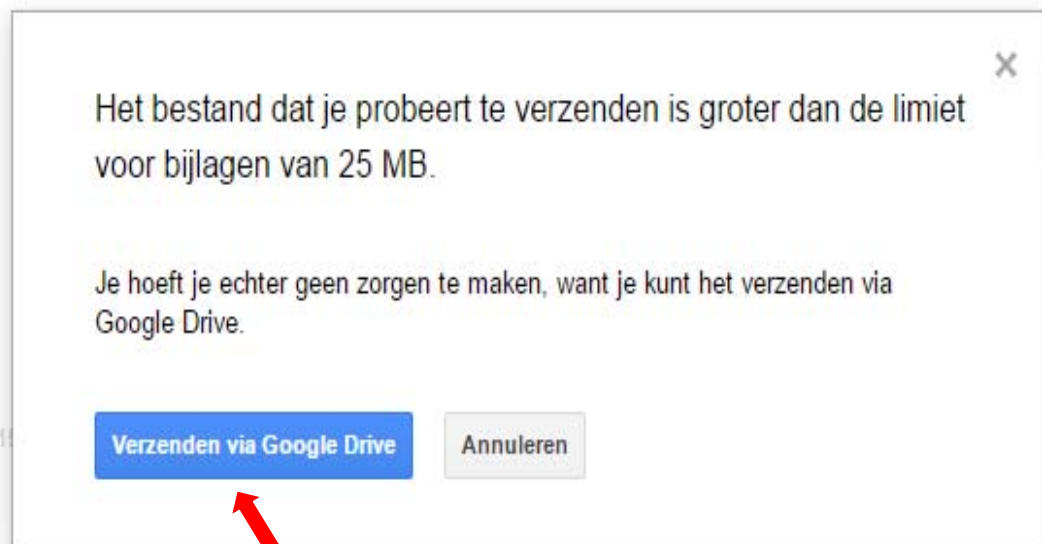 Het bestand dat je probeert te verzenden is groter dan de limiet
voor bijlagen van 25 MB.
Je hoeft je echter geen zorgen te maken, want je kunt het verzenden via
Google Drive.
Verzenden via Google Drive
Annuleren